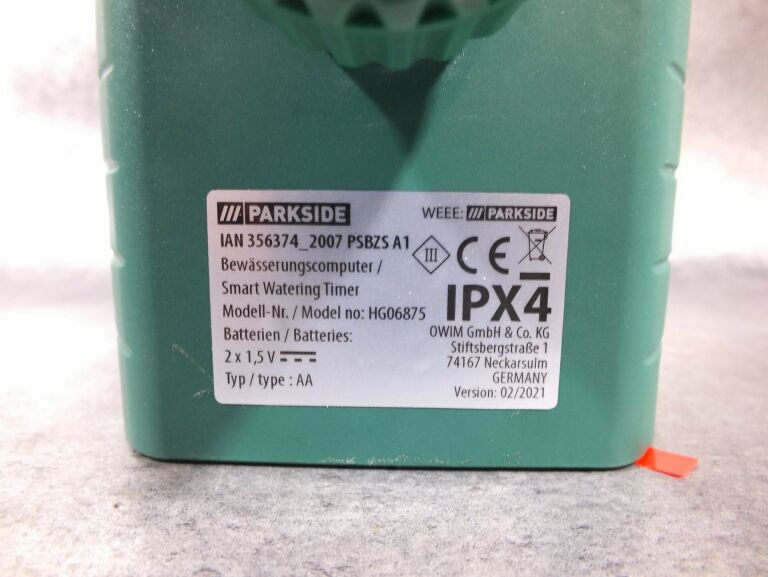 /// PARKSIDE
WEEE: /// PARKSIDE
IAN 356374_2007 PSBZS A1
Bewässerungscomputer /
Smart Watering Timer
Modell-Nr. / Model no: HG06875
Batterien / Batteries:
2 x 1,5 V
Typ / type : AA
III
CE
IPX4
OWIM GmbH & Co. KG
Stiftsbergstraße 1
74167 Neckarsulm
GERMANY
Version: 02/2021